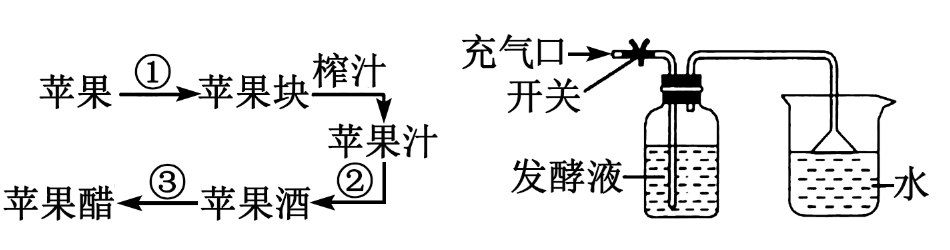 苹果 ① 苹果块 榨汁
苹果汁
苹果醋 ③ 苹果酒 ②
充气口
开关
发酵液
水